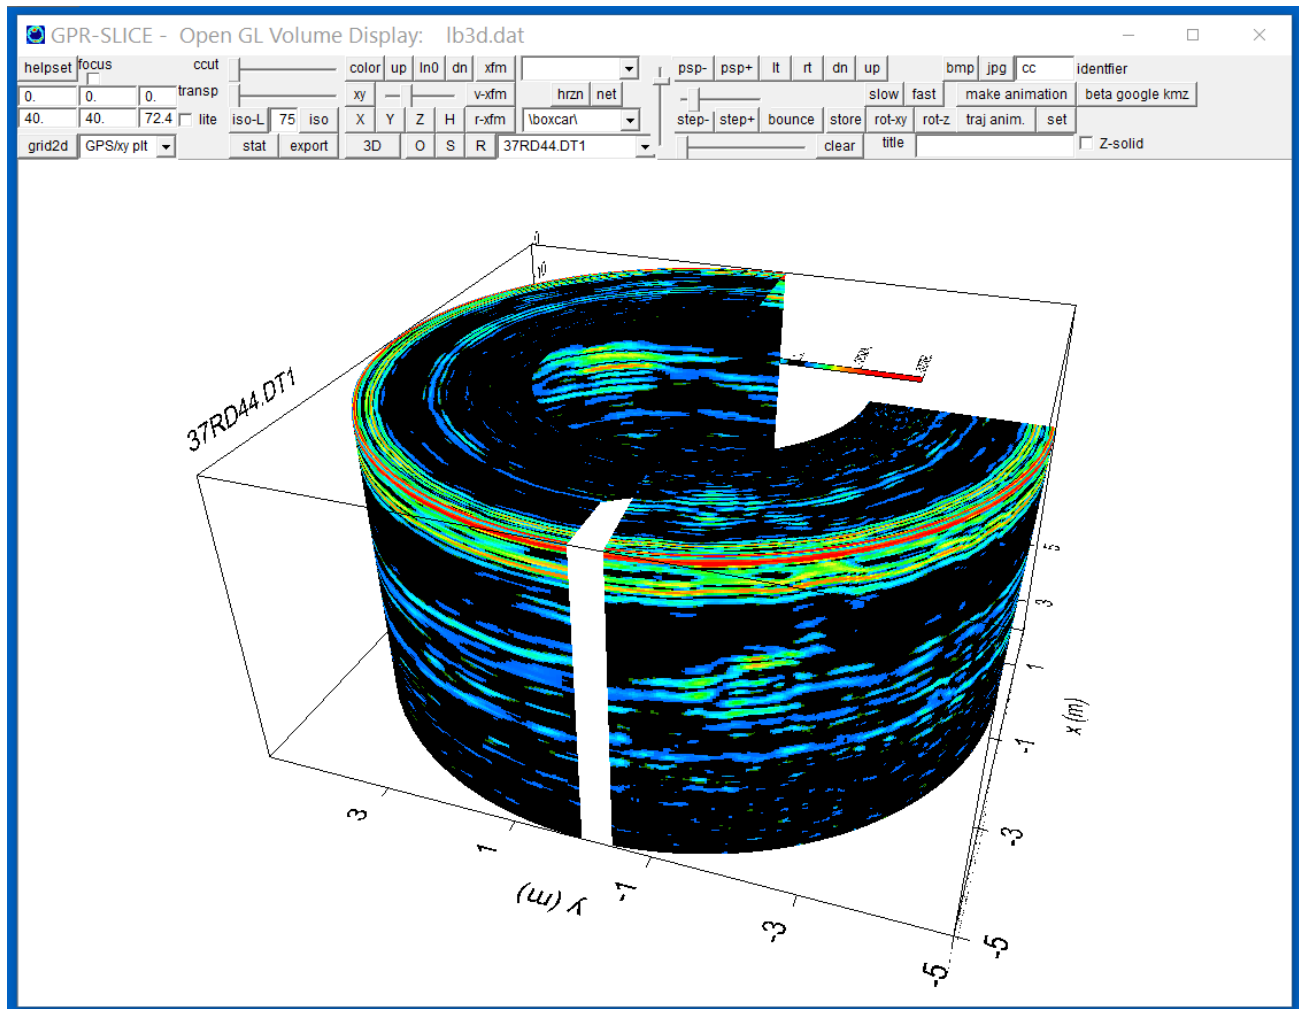 GPR-SLICE - Open GL Volume Display: lb3d.dat
helpset focus ccut color up ln0 dn xfm psp- psp+ lt rt dn up bmp jpg cc identfier
0. 0. 0. transp xy v-xfm hrzn net slow fast make animation beta google kmz
40. 40. 72.4 lite iso-L 75 iso X Y Z H r-xfm \boxcar\ step- step+ bounce store rot-xy rot-z traj anim. set
grid2d GPS/xy plt stat export 3D O S R 37RD44.DT1 clear title Z-solid
0
10
37RD44.DT1
5
3
1
-1
-3
-5
x (m)
3
1
-1
-3
-5
y (m)